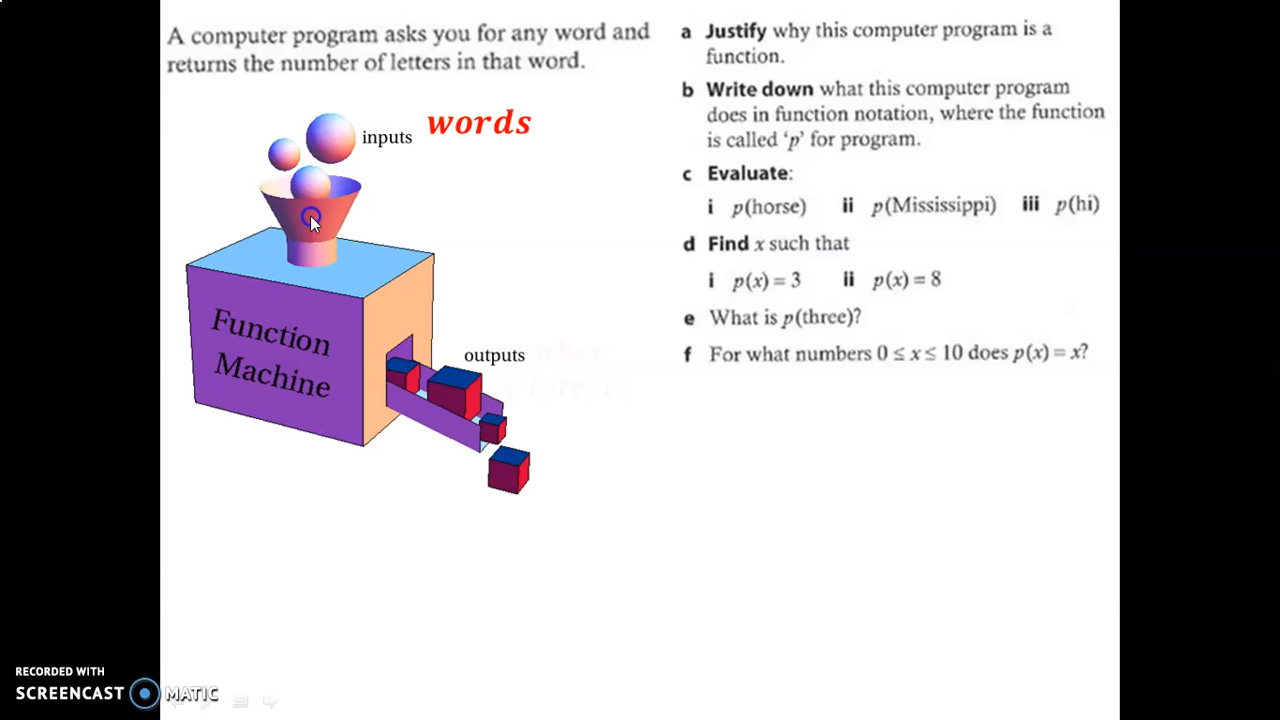 A computer program asks you for any word and
returns the number of letters in that word.
words
inputs
Function
Machine
outputs
number
of letters
a Justify why this computer program is a
function.
b Write down what this computer program
does in function notation, where the function
is called ‘p’ for program.
c Evaluate:
i p(horse) ii p(Mississippi) iii p(hi)
d Find x such that
i p(x) = 3 ii p(x) = 8
e What is p(three)?
f For what numbers 0 ≤ x ≤ 10 does p(x) = x?
RECORDED WITH
SCREENCAST MATIC